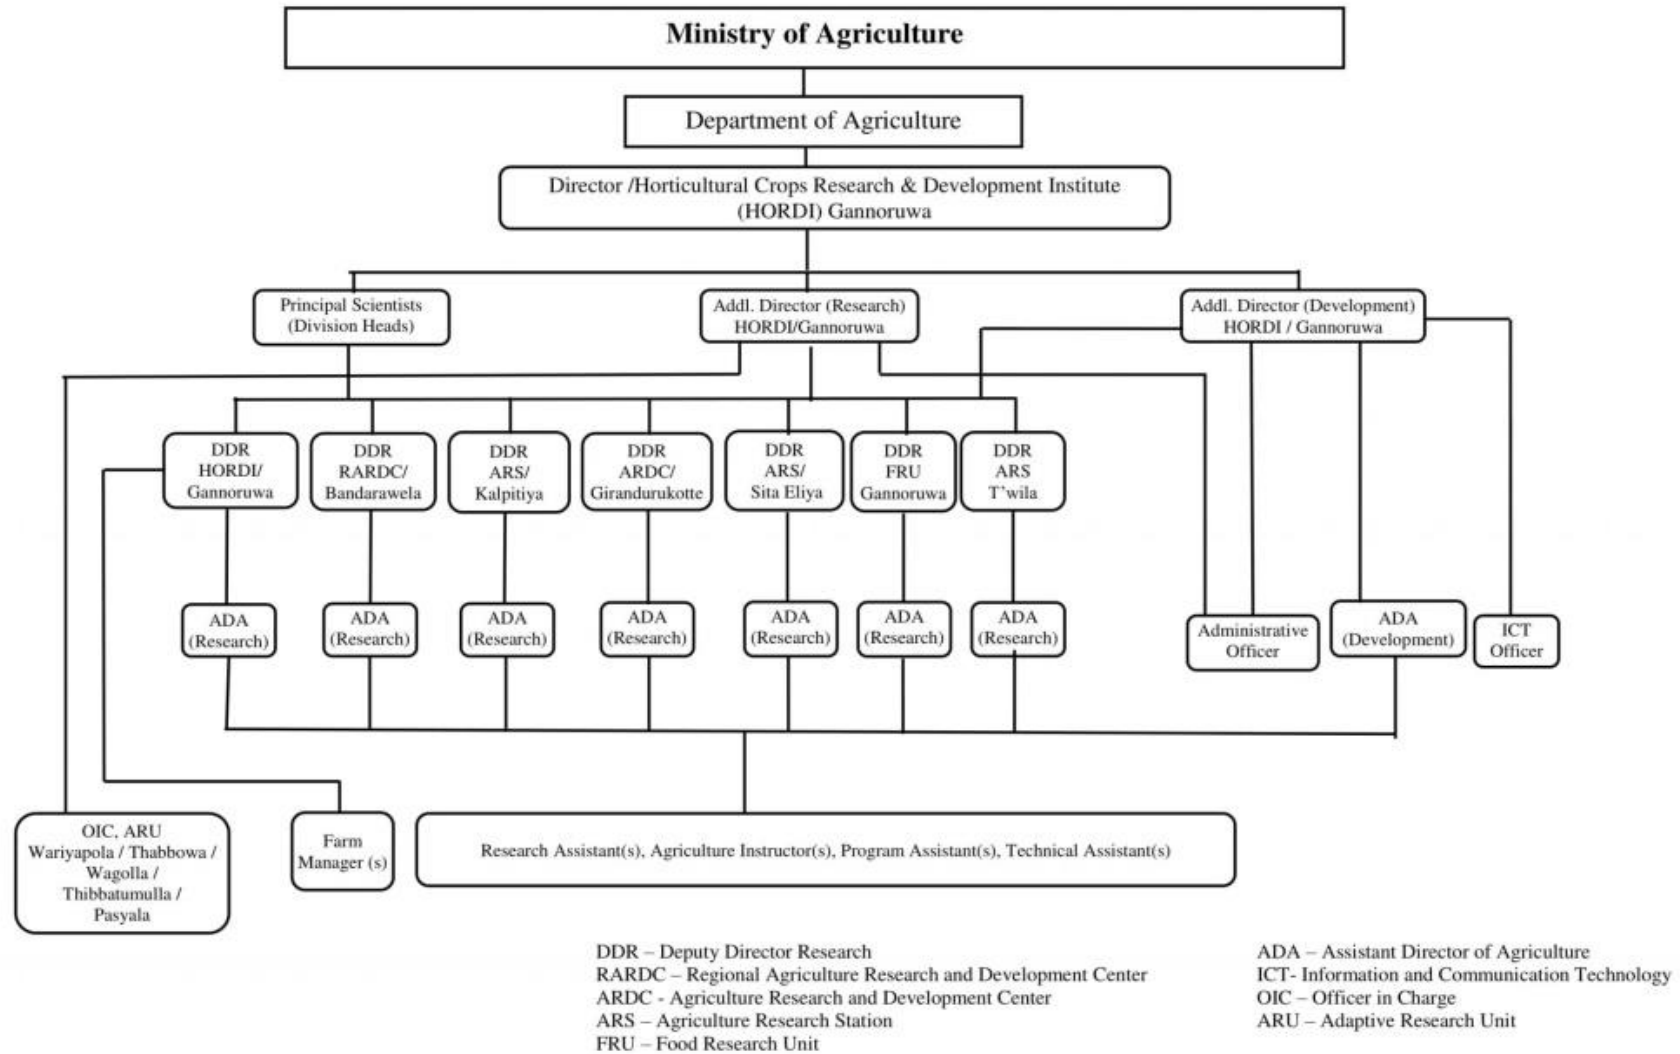 Ministry of Agriculture
Department of Agriculture
Director /Horticultural Crops Research & Development Institute
(HORDI) Gannoruwa
Principal Scientists
(Division Heads)
Addl. Director (Research)
HORDI/Gannoruwa
Addl. Director (Development)
HORDI / Gannoruwa
DDR
HORDI/
Gannoruwa
DDR
RARDC/
Bandarawela
DDR
ARS/
Kalpitiya
DDR
ARDC/
Girandurukotte
DDR
ARS/
Sita Eliya
DDR
FRU
Gannoruwa
DDR
ARS
T’wila
ADA
(Research)
ADA
(Research)
ADA
(Research)
ADA
(Research)
ADA
(Research)
ADA
(Research)
ADA
(Research)
Administrative
Officer
ADA
(Development)
ICT
Officer
OIC, ARU
Wariyapola / Thabbowa /
Wagolla /
Thibbatumulla /
Pasyala
Farm
Manager (s)
Research Assistant(s), Agriculture Instructor(s), Program Assistant(s), Technical Assistant(s)
DDR – Deputy Director Research
RARDC – Regional Agriculture Research and Development Center
ARDC - Agriculture Research and Development Center
ARS – Agriculture Research Station
FRU – Food Research Unit
ADA – Assistant Director of Agriculture
ICT- Information and Communication Technology
OIC – Officer in Charge
ARU – Adaptive Research Unit